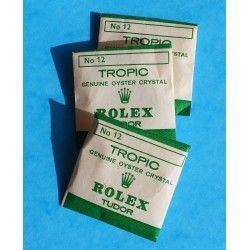 No 12
TROPIC
GENUINE OYSTER CRYSTAL
No 12
TROPIC
GENUINE OYSTER CRYSTAL
ROLEX
TUDOR
No 12
TROPIC
GENUINE OYSTER CRYSTAL
ROLEX
TUDOR